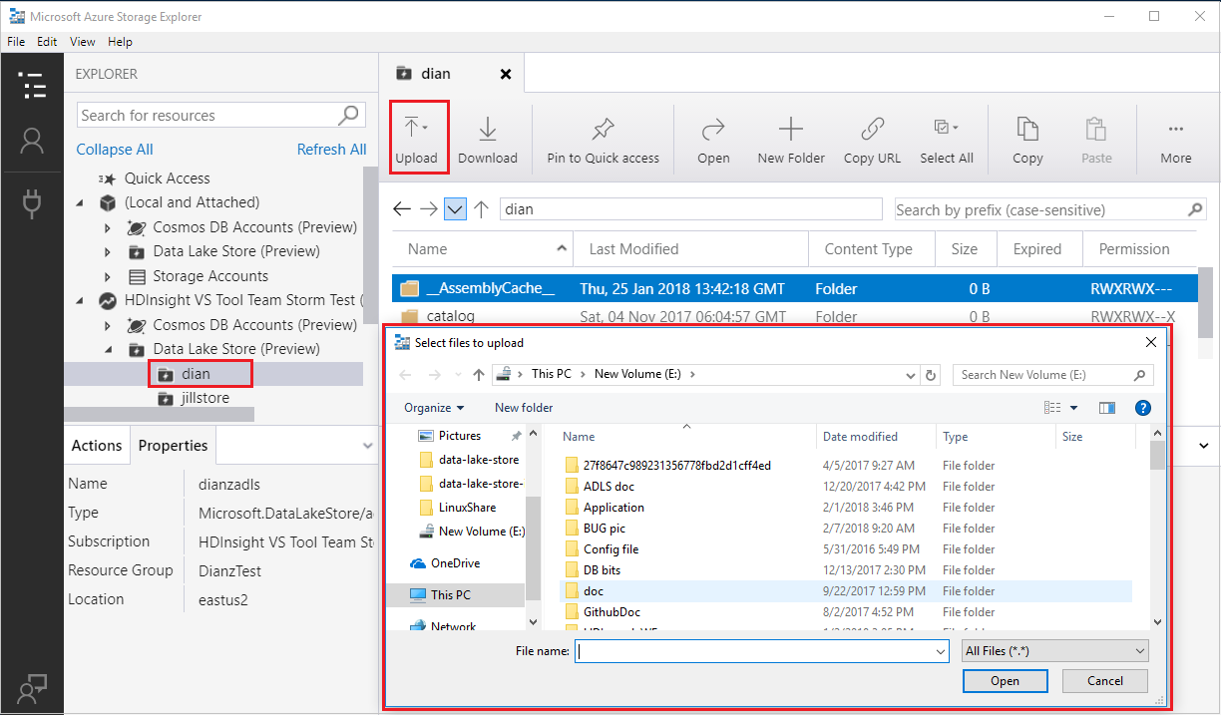 Microsoft Azure Storage Explorer
File Edit View Help
EXPLORER
Search for resources
Collapse All Refresh All
Quick Access
(Local and Attached)
Cosmos DB Accounts (Preview)
Data Lake Store (Preview)
Storage Accounts
HDInsight VS Tool Team Storm Test (
Cosmos DB Accounts (Preview)
Data Lake Store (Preview)
dian
jillstore
Actions Properties
Name dianzadls
Type Microsoft.DataLakeStore/a
Subscription HDInsight VS Tool Team St
Resource Group DianzTest
Location eastus2
dian
Upload Download Pin to Quick access Open New Folder Copy URL Select All Copy Paste More
dian Search by prefix (case-sensitive)
Name Last Modified Content Type Size Expired Permission
__AssemblyCache__ Thu, 25 Jan 2018 13:42:18 GMT Folder 0 B RWXRWX---
catalog Sat, 04 Nov 2017 06:04:57 GMT Folder 0 B RWXRWX--X
Select files to upload
This PC New Volume (E:) Search New Volume (E:)
Organize New folder
Pictures
data-lake-store
data-lake-store-
LinuxShare
New Volume (E:)
OneDrive
This PC
Network
Name Date modified Type Size
27f8647c989231356778fbd2d1cff4ed 4/5/2017 9:27 AM File folder
ADLS doc 12/20/2017 4:42 PM File folder
Application 2/1/2018 3:46 PM File folder
BUG pic 2/7/2018 9:20 AM File folder
Config file 5/31/2016 5:49 PM File folder
DB bits 12/13/2017 2:30 PM File folder
doc 9/22/2017 12:59 PM File folder
GithubDoc 8/2/2017 4:52 PM File folder
File name: All Files (*.*)
Open Cancel